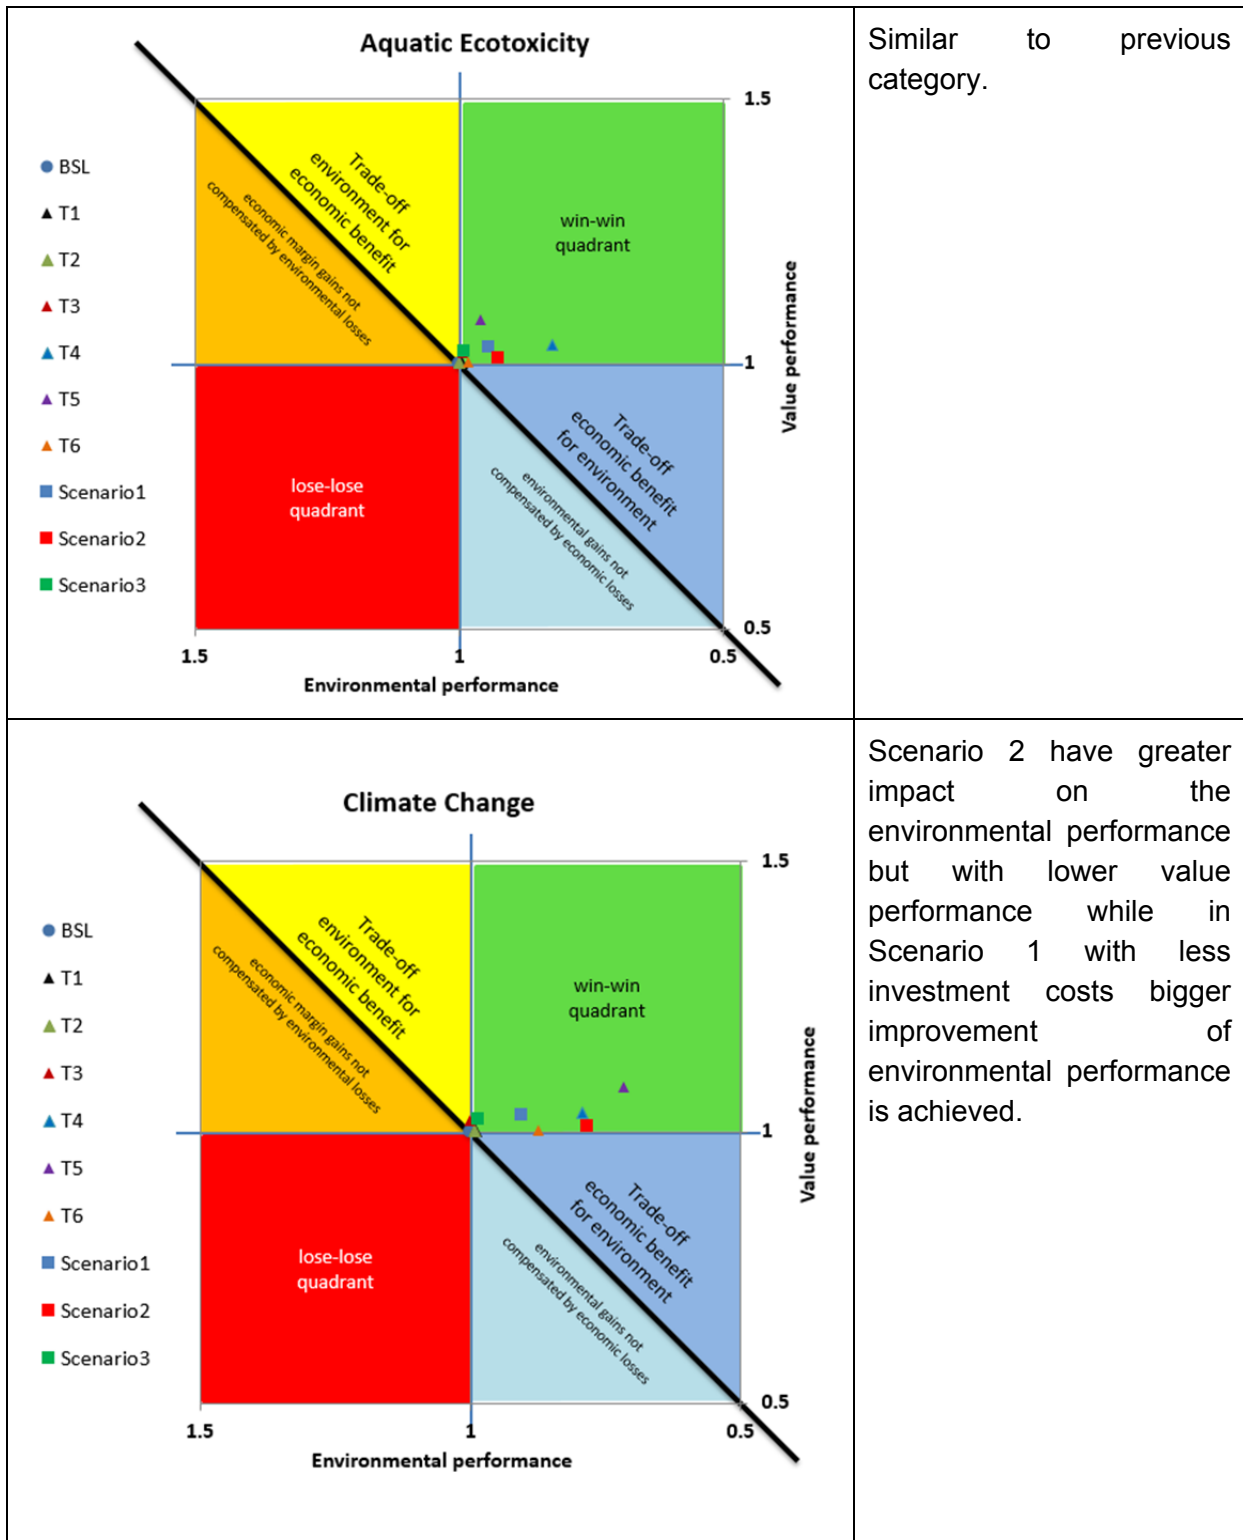 Aquatic Ecotoxicity
1.5
BSL
T1
T2
T3
T4
T5
T6
Scenario1
Scenario2
Scenario3
Trade-off
environment for
economic benefit
economic margin gains not
compensated by environmental losses
win-win
quadrant
Value performance
1
Trade-off
economic benefit
for environment
environmental gains not
compensated by economic losses
lose-lose
quadrant
0.5
1.5
1
0.5
Environmental performance
Similar to previous
category.
Climate Change
1.5
BSL
T1
T2
T3
T4
T5
T6
Scenario1
Scenario2
Scenario3
Trade-off
environment for
economic benefit
economic margin gains not
compensated by environmental losses
win-win
quadrant
Value performance
1
Trade-off
economic benefit
for environment
environmental gains not
compensated by economic losses
lose-lose
quadrant
0.5
1.5
1
0.5
Environmental performance
Scenario 2 have greater
impact on the
environmental performance
but with lower value
performance while in
Scenario 1 with less
investment costs bigger
improvement of
environmental performance
is achieved.